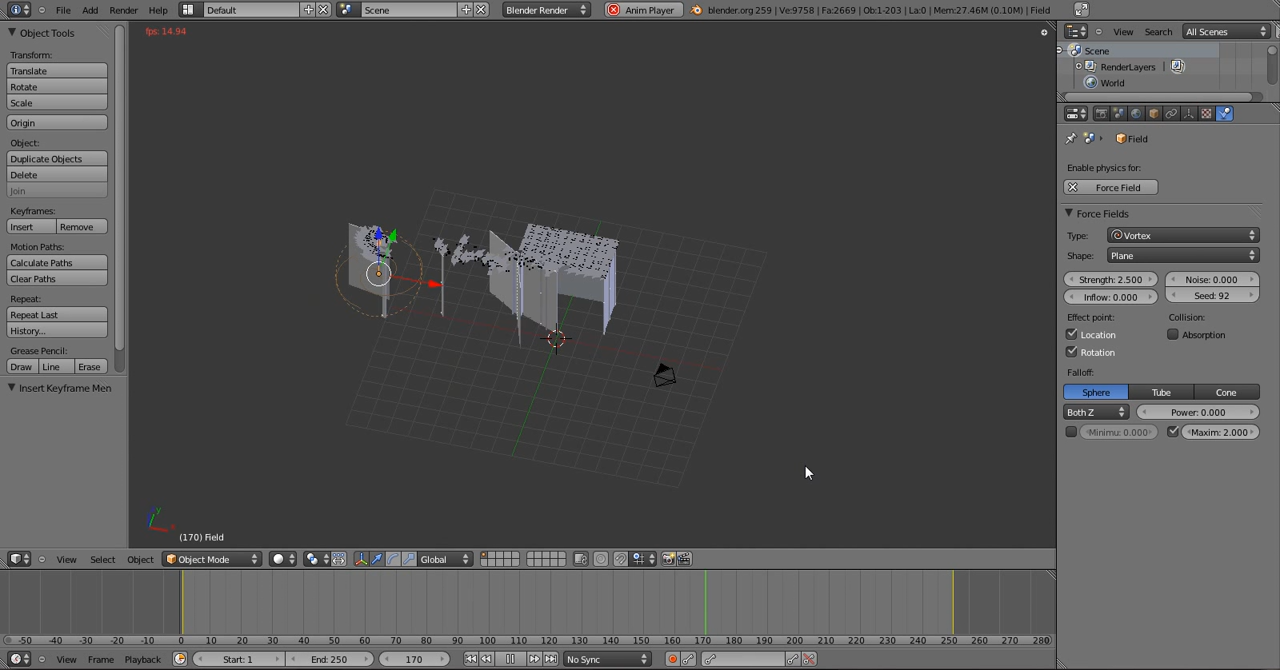 File Add Render Help Default Scene Blender Render Anim Player blender.org 259 | Ve:9758 | Fa:2669 | Ob:1-203 | La:0 | Mem:27.46M (0.10M) | Field
fps: 14.94
Object Tools
Transform:
Translate
Rotate
Scale
Origin
Object:
Duplicate Objects
Delete
Join
Keyframes:
Insert Remove
Motion Paths:
Calculate Paths
Clear Paths
Repeat:
Repeat Last
History...
Grease Pencil:
Draw Line Erase
Insert Keyframe Men
y
x
(170) Field
View Select Object Object Mode Global
View Search All Scenes
Scene
RenderLayers |
World
Field
Enable physics for:
Force Field
Force Fields
Type: Vortex
Shape: Plane
Strength: 2.500 Noise: 0.000
Inflow: 0.000 Seed: 92
Effect point: Collision:
Location Absorption
Rotation
Falloff:
Sphere Tube Cone
Both Z Power: 0.000
Minimu: 0.000 Maxim: 2.000
-50 -40 -30 -20 -10 0 10 20 30 40 50 60 70 80 90 100 110 120 130 140 150 160 170 180 190 200 210 220 230 240 250 260 270 280
View Frame Playback Start: 1 End: 250 170 No Sync